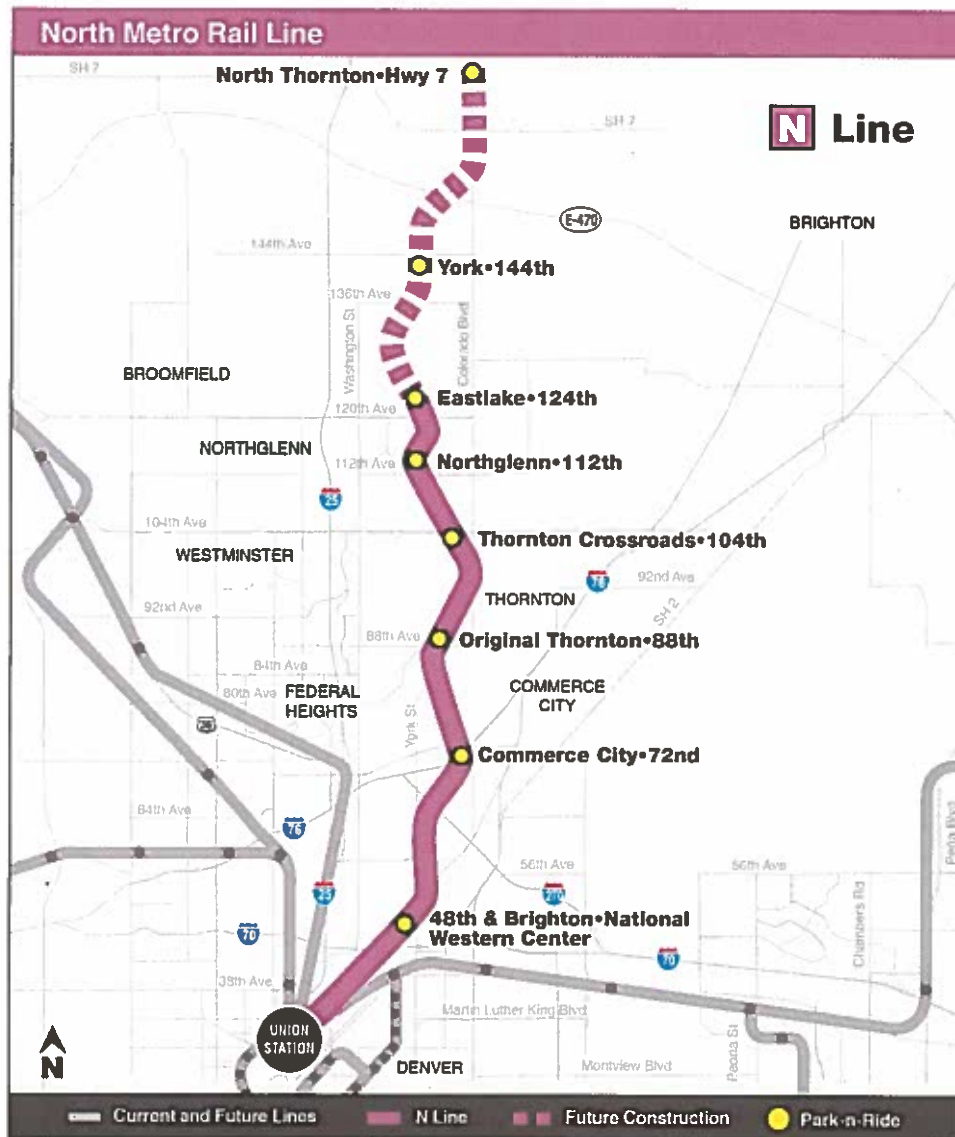 North Metro Rail Line
SH 7
North Thornton•Hwy 7
SH 7
N Line
E-470
BRIGHTON
144th Ave
York•144th
136th Ave
Washington St
Colorado Blvd
BROOMFIELD
Eastlake•124th
120th Ave
NORTHGLENN
112th Ave
Northglenn•112th
25
104th Ave
Thornton Crossroads•104th
WESTMINSTER
76
92nd Ave
THORNTON
SH 2
92nd Ave
88th Ave
Original Thornton•88th
84th Ave
80th Ave
FEDERAL
HEIGHTS
COMMERCE
CITY
York St
36
Commerce City•72nd
64th Ave
76
Pena Blvd
56th Ave
56th Ave
25
270
Chambers Rd
70
48th & Brighton•National
Western Center
70
38th Ave
Martin Luther King Blvd
UNION
STATION
Peoria St
N
DENVER
Montview Blvd
Current and Future Lines
N Line
Future Construction
Park-n-Ride